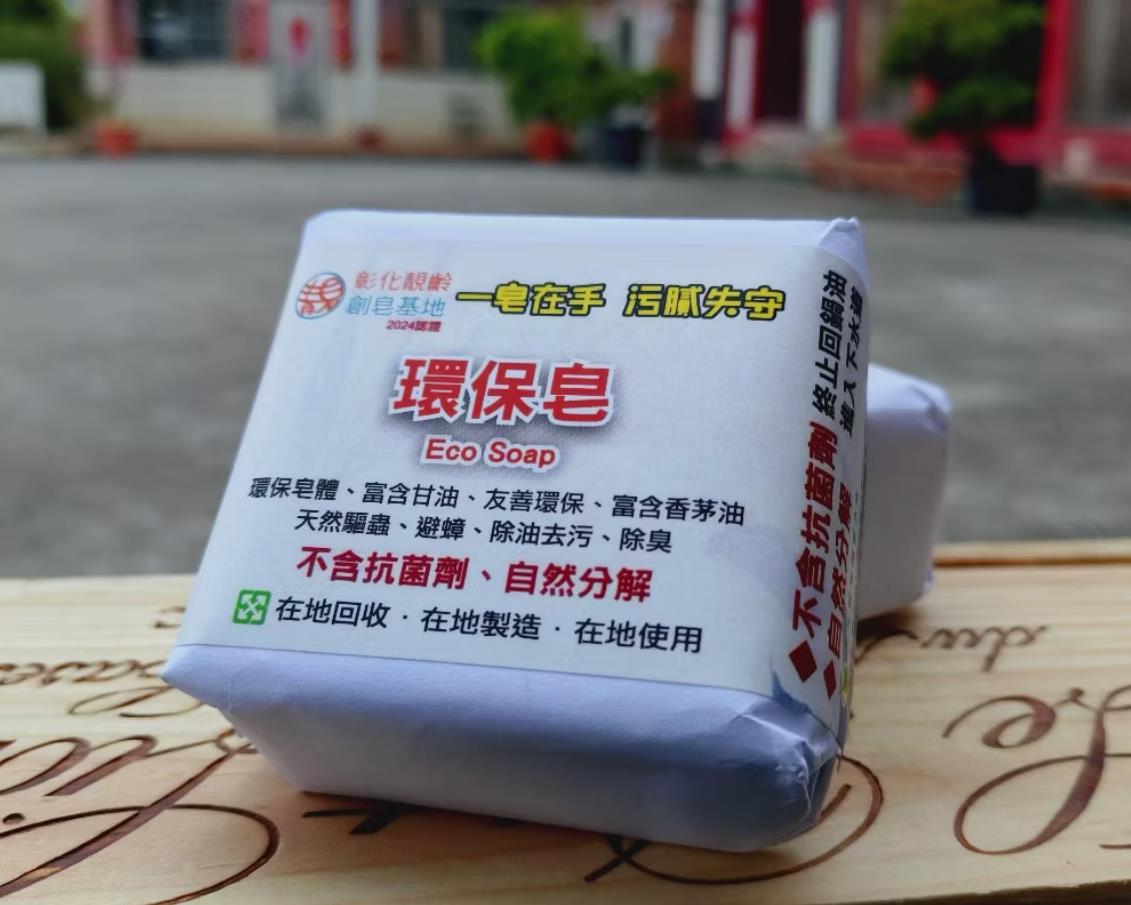 彰化靚齡
創皂基地
2024認證
一皂在手 污膩失守
環保皂
Eco Soap
環保皂體、富含甘油、友善環保、富含香茅油
天然驅蟲、避蟑、除油去污、除臭
不含抗菌劑、自然分解
在地回收・在地製造・在地使用
終止回鍋油
進入下水道
◆不含抗菌劑
◆自然分解